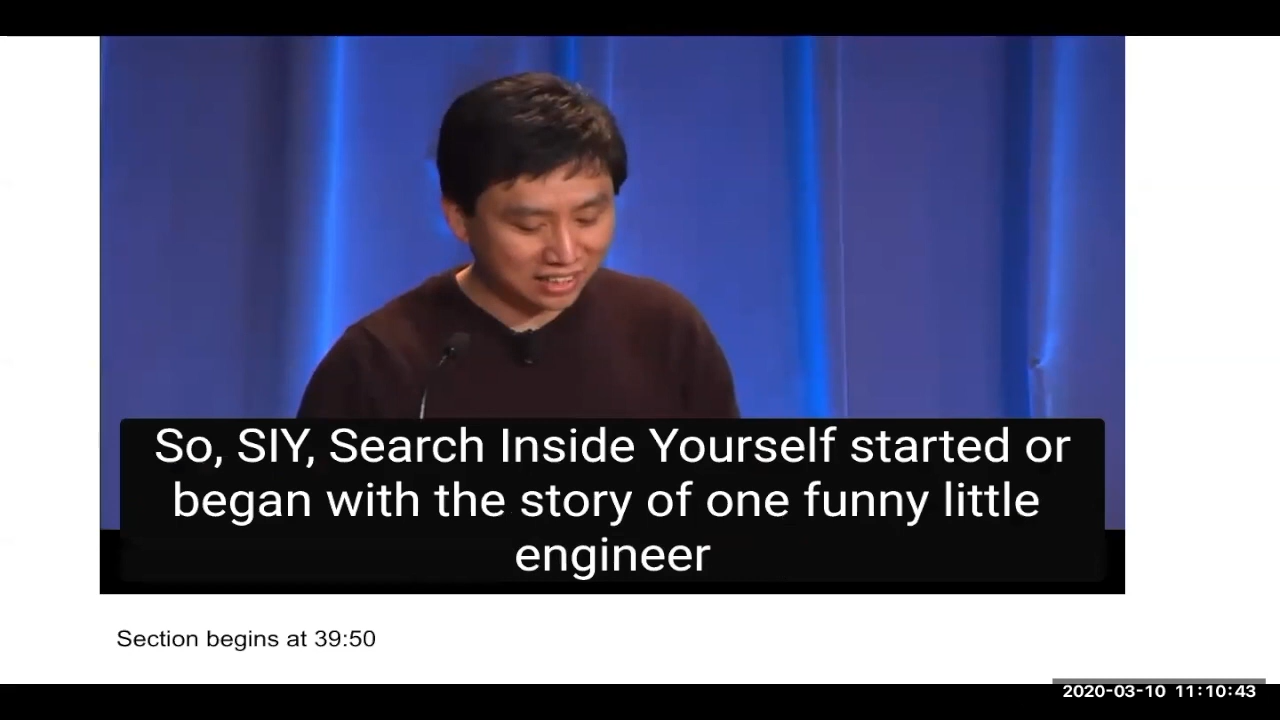 So, SIY, Search Inside Yourself started or
began with the story of one funny little
engineer
Section begins at 39:50
2020-03-10 11:10:43